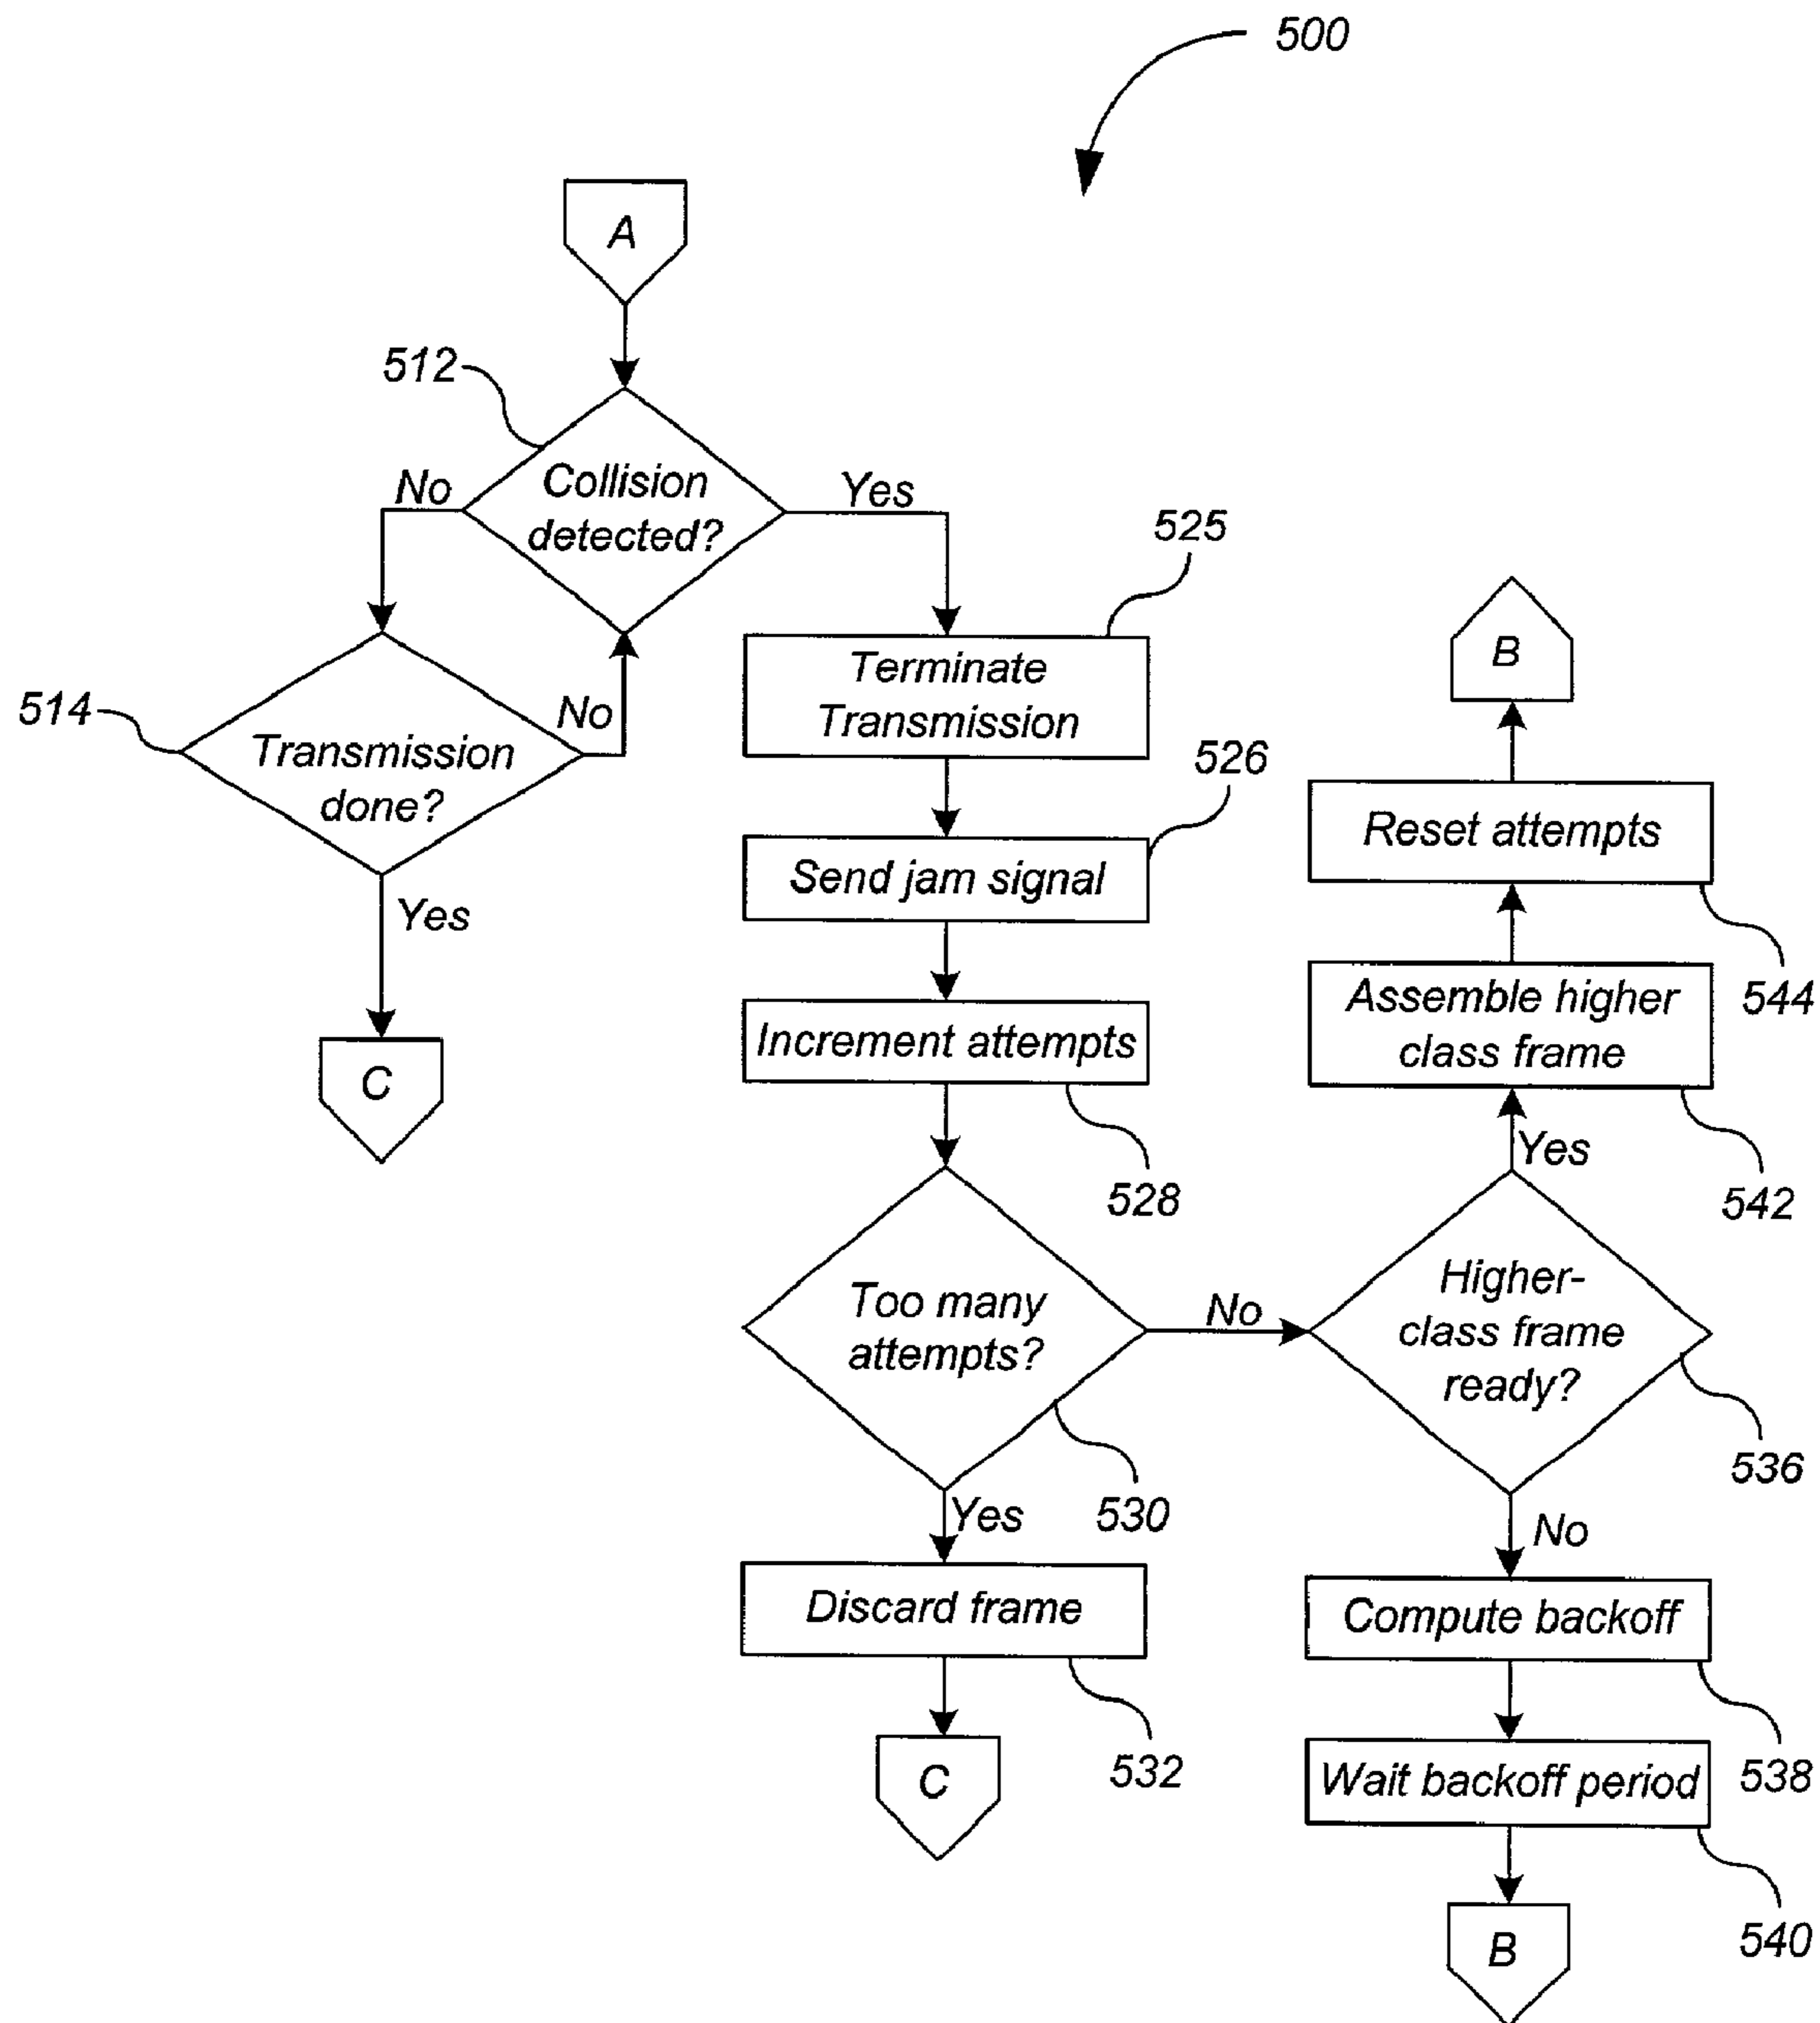 500
A
512
No
Collision
detected?
Yes
525
514
Transmission
done?
No
Yes
C
Terminate
Transmission
526
Send jam signal
Increment attempts
528
Too many
attempts?
No
530
Yes
Discard frame
532
C
B
Reset attempts
544
Assemble higher
class frame
542
Yes
Higher-
class frame
ready?
536
No
Compute backoff
538
Wait backoff period
540
B